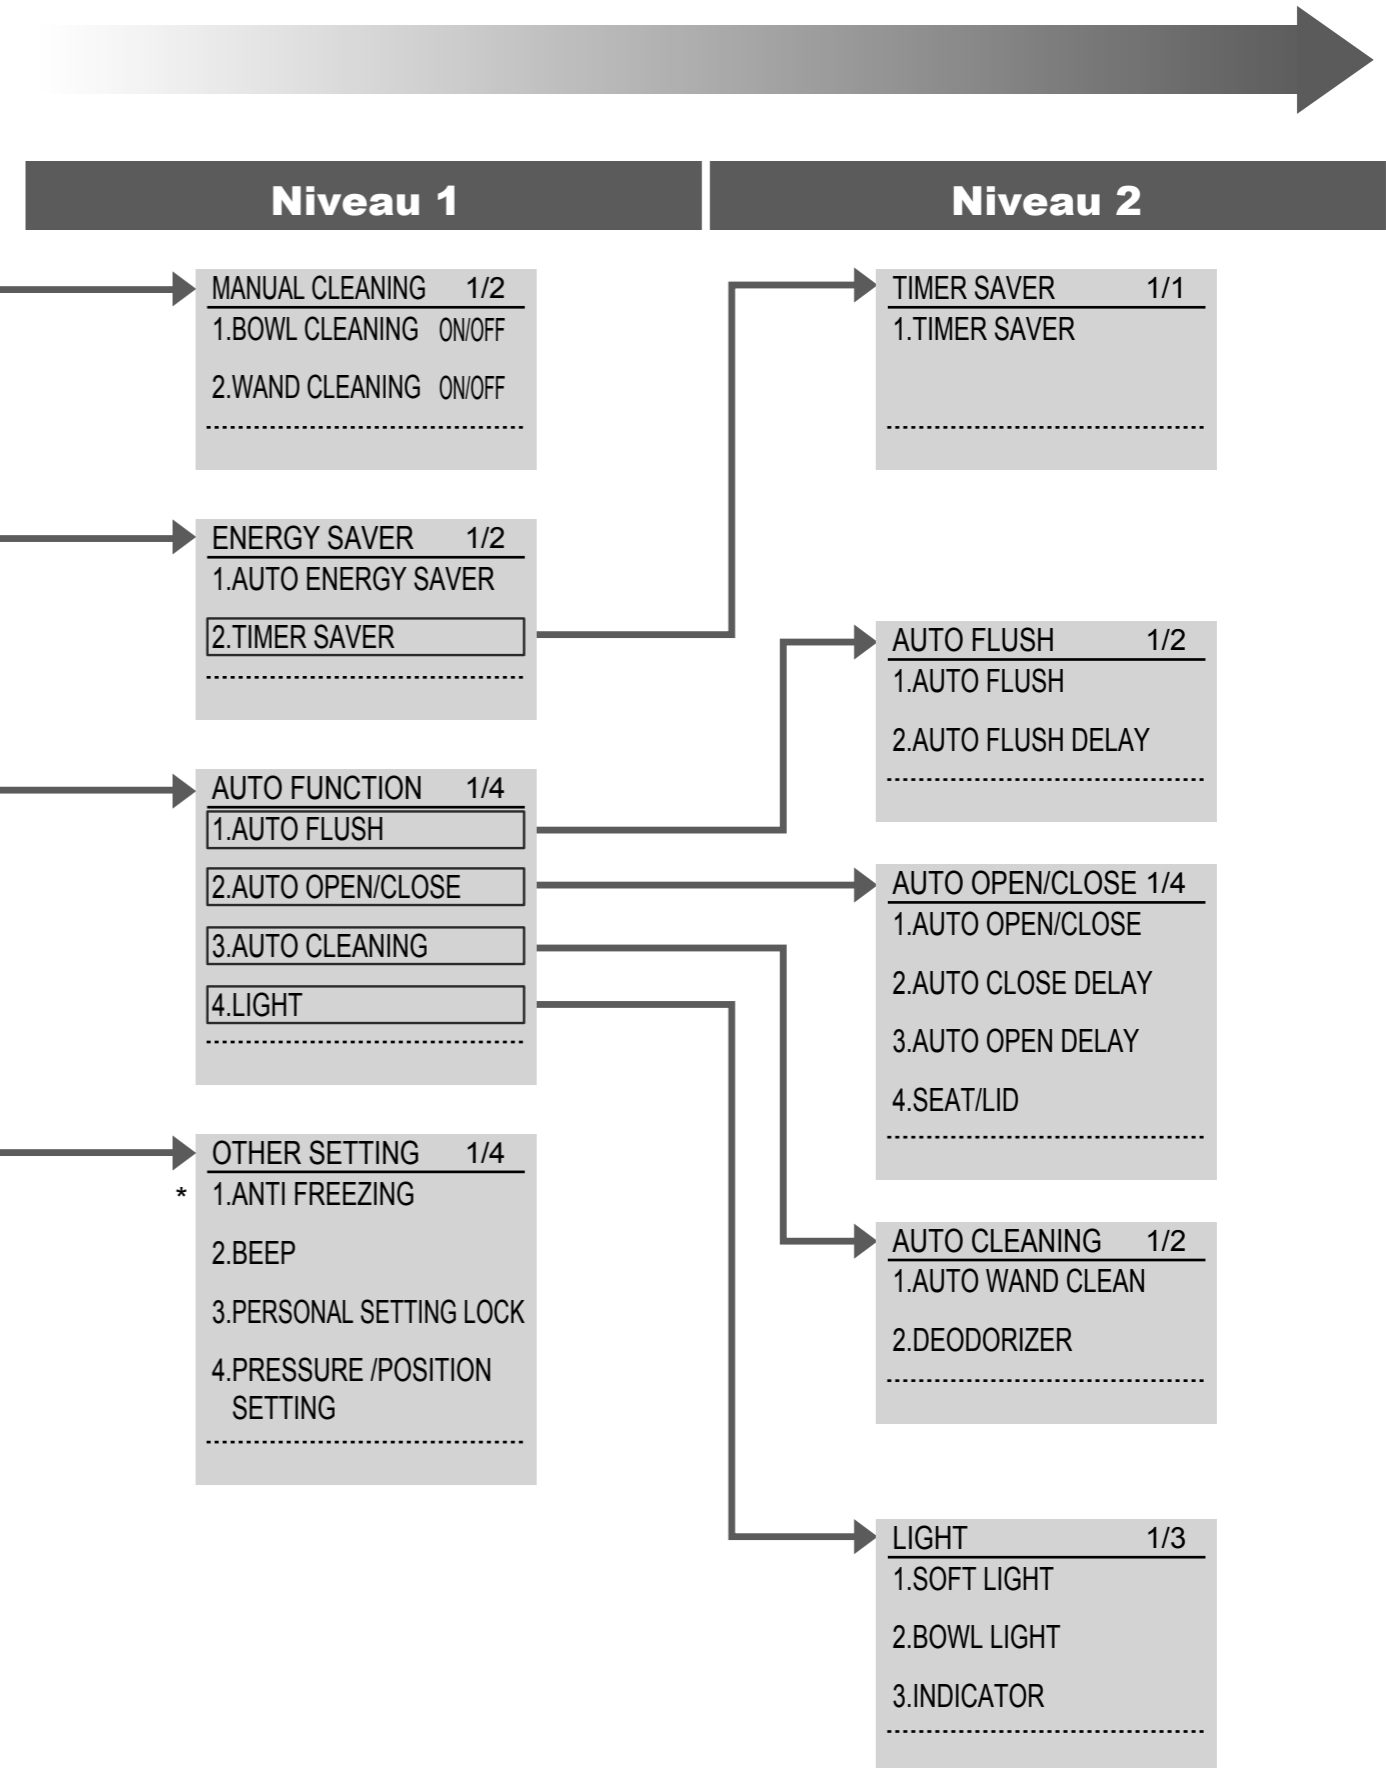 Niveau 1
Niveau 2
MANUAL CLEANING 1/2
1.BOWL CLEANING ON/OFF
2.WAND CLEANING ON/OFF
ENERGY SAVER 1/2
1.AUTO ENERGY SAVER
2.TIMER SAVER
AUTO FUNCTION 1/4
1.AUTO FLUSH
2.AUTO OPEN/CLOSE
3.AUTO CLEANING
4.LIGHT
OTHER SETTING 1/4
* 1.ANTI FREEZING
2.BEEP
3.PERSONAL SETTING LOCK
4.PRESSURE /POSITION
SETTING
TIMER SAVER 1/1
1.TIMER SAVER
AUTO FLUSH 1/2
1.AUTO FLUSH
2.AUTO FLUSH DELAY
AUTO OPEN/CLOSE 1/4
1.AUTO OPEN/CLOSE
2.AUTO CLOSE DELAY
3.AUTO OPEN DELAY
4.SEAT/LID
AUTO CLEANING 1/2
1.AUTO WAND CLEAN
2.DEODORIZER
LIGHT 1/3
1.SOFT LIGHT
2.BOWL LIGHT
3.INDICATOR